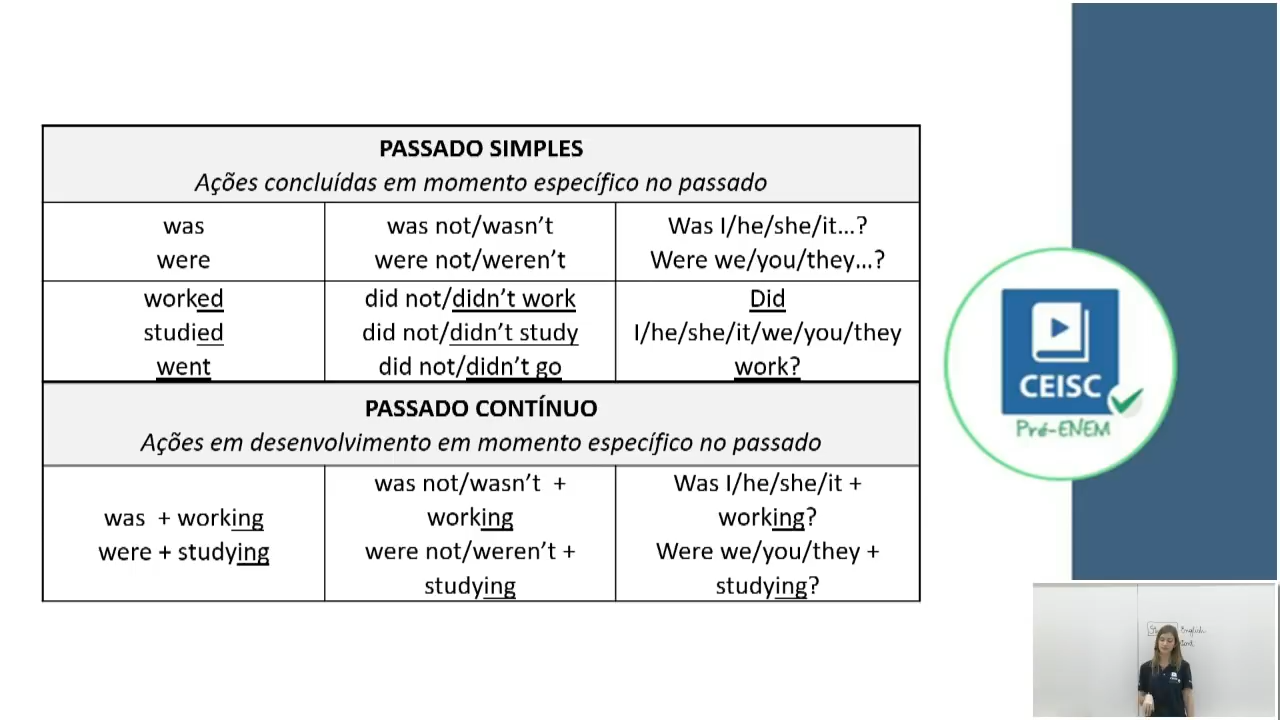 PASSADO SIMPLES
Ações concluídas em momento específico no passado
was
were
was not/wasn't
were not/weren't
Was I/he/she/it...?
Were we/you/they...?
worked
studied
went
did not/didn't work
did not/didn't study
did not/didn't go
Did
I/he/she/it/we/you/they
work?
PASSADO CONTÍNUO
Ações em desenvolvimento em momento específico no passado
was + working
were + studying
was not/wasn't +
working
were not/weren't +
studying
Was I/he/she/it +
working?
Were we/you/they +
studying?
CEISC
Pré-ENEM
English
CEISC